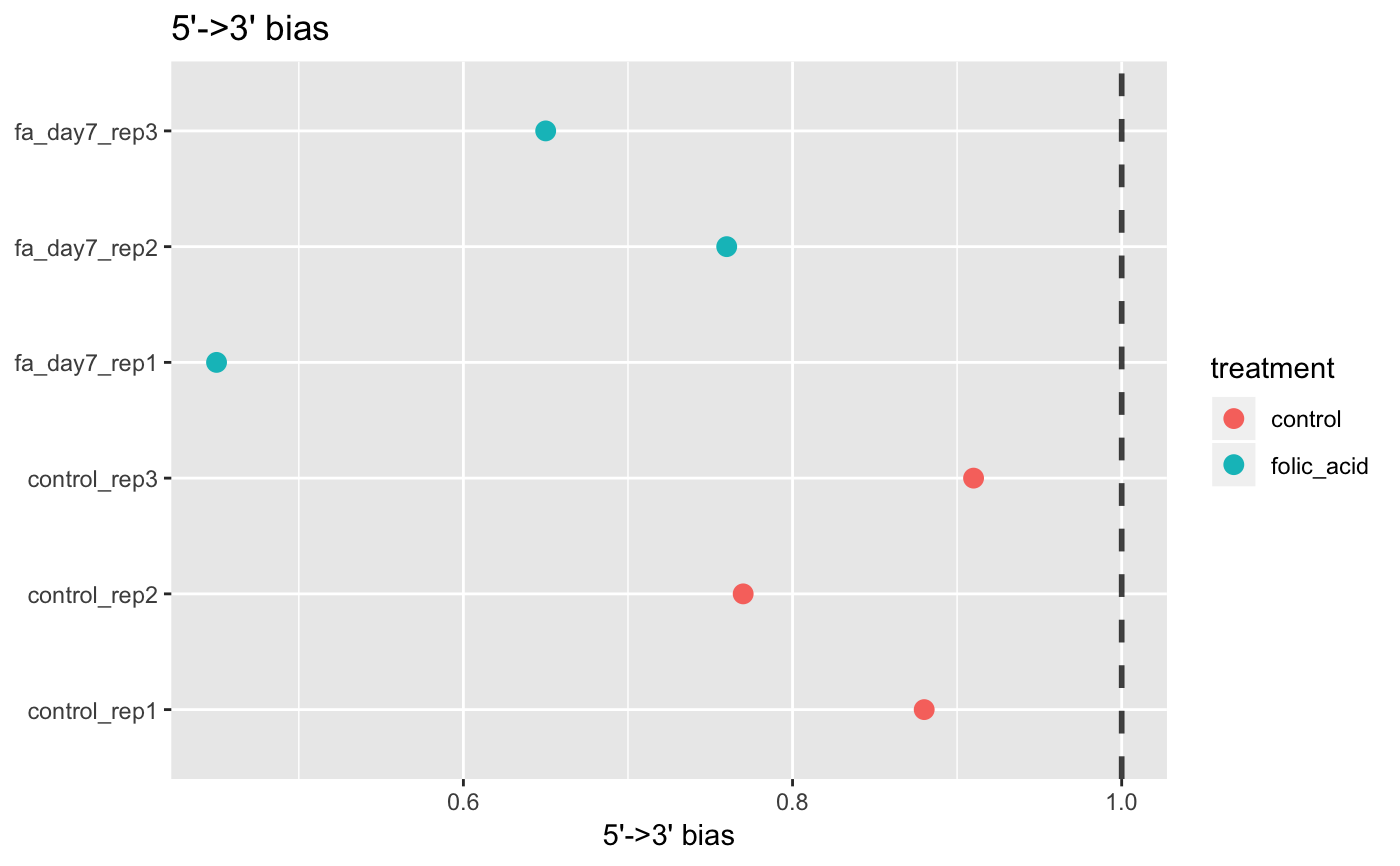 5'->3' bias
fa_day7_rep3
fa_day7_rep2
fa_day7_rep1
control_rep3
control_rep2
control_rep1
0.6
0.8
1.0
5'->3' bias
treatment
control
folic_acid